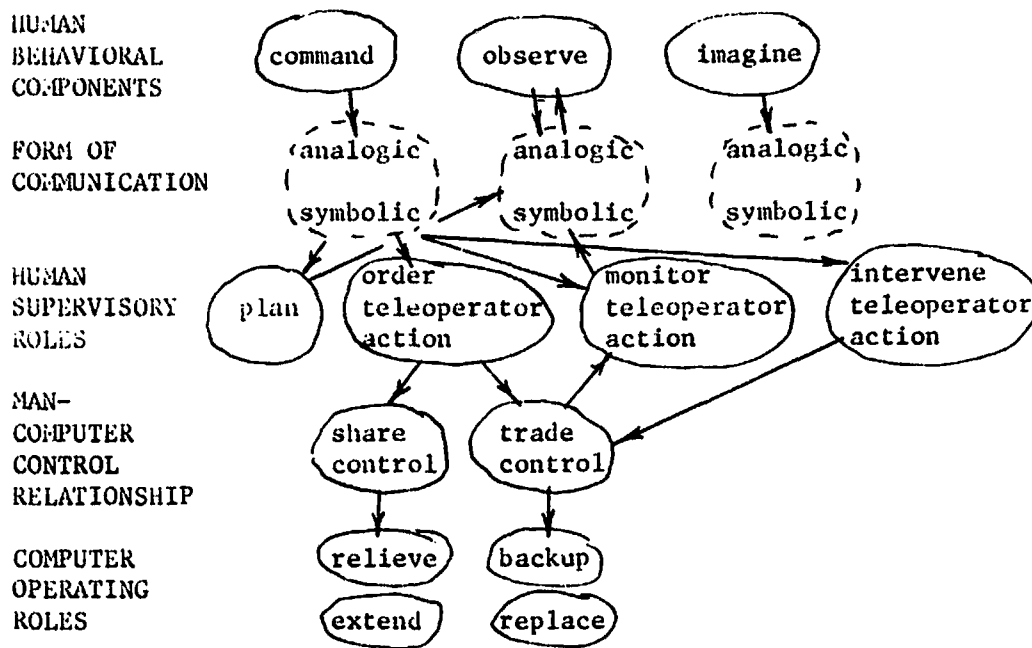 HUMAN
BEHAVIORAL
COMPONENTS
command
observe
imagine
FORM OF
COMMUNICATION
analogic
symbolic
analogic
symbolic
analogic
symbolic
HUMAN
SUPERVISORY
ROLES
plan
order
teleoperator
action
monitor
teleoperator
action
intervene
teleoperator
action
MAN-
COMPUTER
CONTROL
RELATIONSHIP
share
control
trade
control
COMPUTER
OPERATING
ROLES
relieve
extend
backup
replace